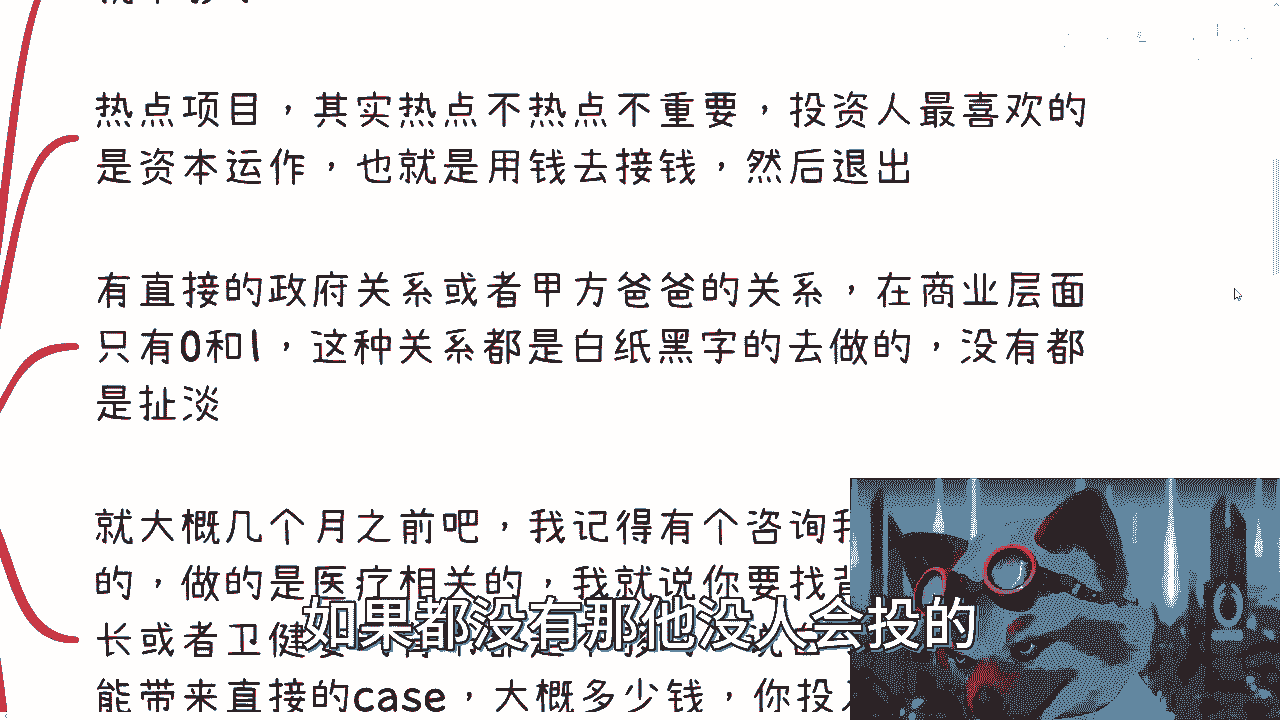 热点项目，其实热点不热点不重要，投资人最喜欢的
是资本运作，也就是用钱去接钱，然后退出
有直接的政府关系或者甲方爸爸的关系，在商业层面
只有0和1，这种关系都是白纸黑字的去做的，没有都
是扯淡
就大概几个月之前吧，我记得有个咨询我
的，做的是医疗相关的，我就说你要找
长或者卫健
能带来直接的case，大概多少钱，你投
如果都没有那他没人会投的